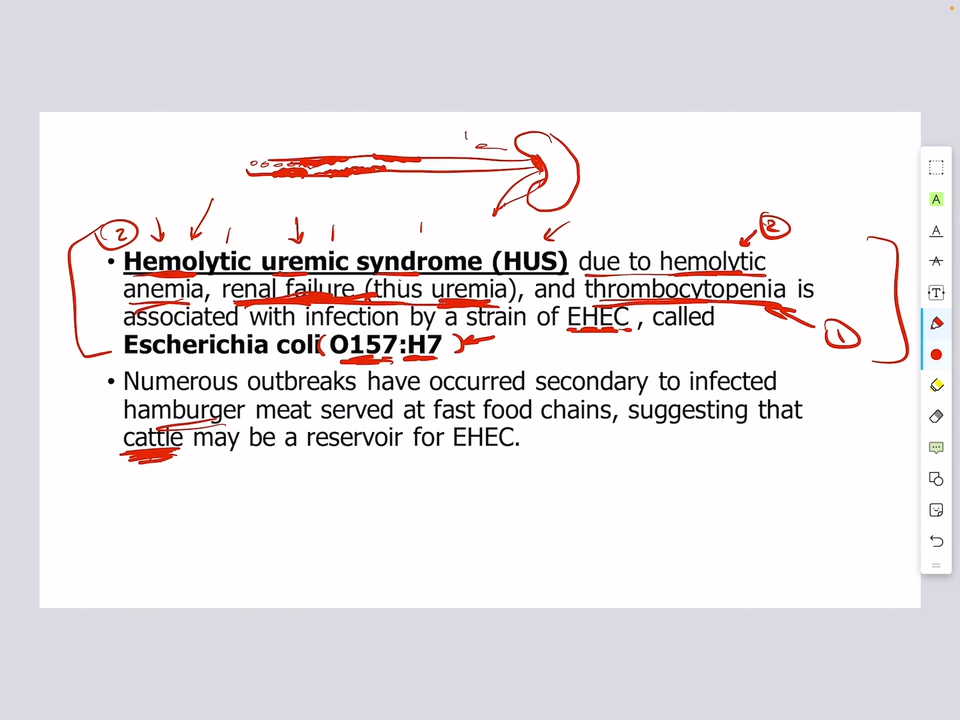 2
2
• Hemolytic uremic syndrome (HUS) due to hemolytic
anemia, renal failure (thus uremia), and thrombocytopenia is
associated with infection by a strain of EHEC , called
1
Escherichia coli ( O157:H7 )
• Numerous outbreaks have occurred secondary to infected
hamburger meat served at fast food chains, suggesting that
cattle may be a reservoir for EHEC.